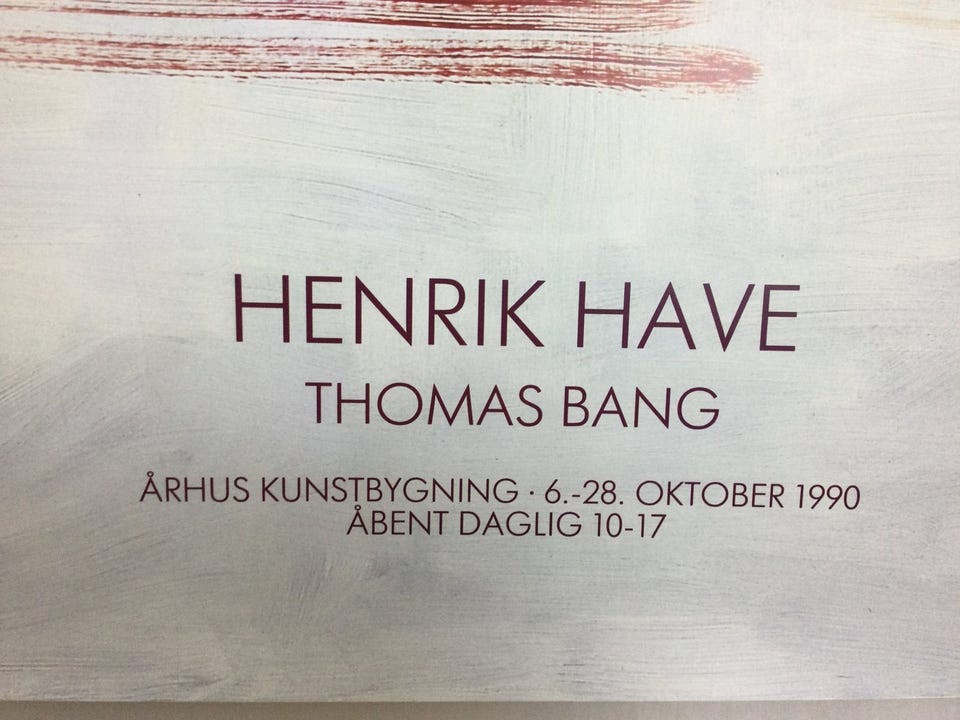 HENRIK HAVE
THOMAS BANG
ÅRHUS KUNSTBYGNING · 6.-28. OKTOBER 1990
ÅBENT DAGLIG 10-17